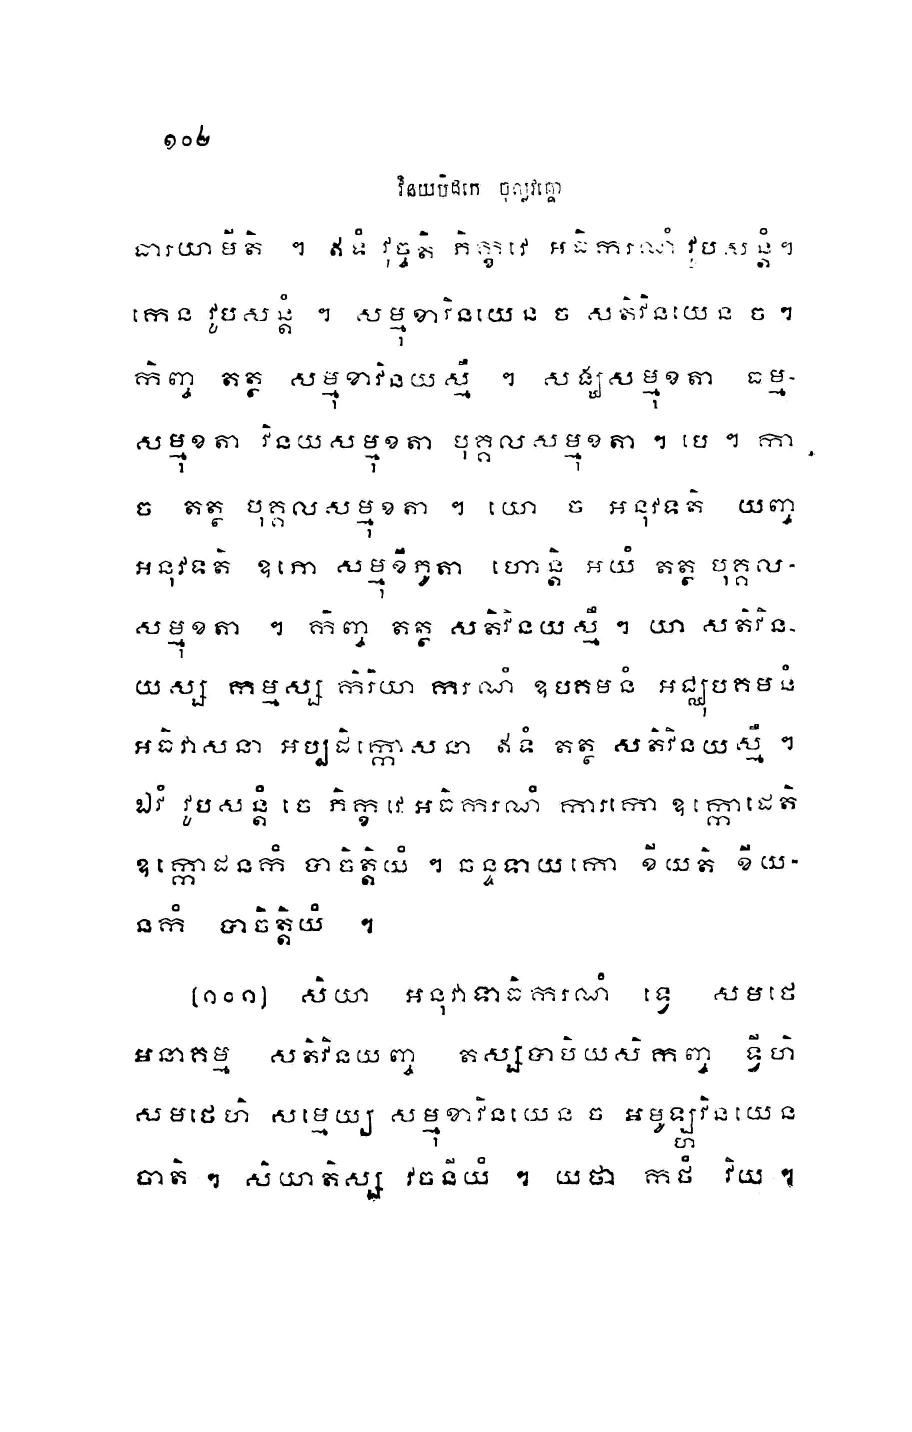 ១០២
វិនយបិដកេ ចុល្លវគ្គោ
ធារយាមីតិ ។ ឥទំ វុច្ចតិ ភិក្ខវេ អធិករណំ វូបសន្តំ។
កេន វូបសន្តំ ។ សម្មុខាវិនយេន ច សតិវិនយេន ច ។
កិញ្ច តត្ថ សម្មុខាវិនយស្មឹ ។ សង្ឃសម្មុខតា ធម្ម-
សម្មុខតា វិនយសម្មុខតា បុគ្គលសម្មុខតា ។ បេ ។ កា
ច តត្ថ បុគ្គលសម្មុខតា ។ យោ ច អនុវទតិ យញ្ច
អនុវទតិ ឧភោ សម្មុខីភូតា ហោន្តិ អយំ តត្ថ បុគ្គល-
សម្មុខតា ។ កិញ្ច តត្ថ សតិវិនយស្មឹ ។ យា សតិវិន-
យស្ស កម្មស្ស កិរិយា ករណំ ឧបគមនំ អជ្ឈុបគមនំ
អធិវាសនា អប្បដិក្កោសនា ឥទំ តត្ថ សតិវិនយស្មឹ ។
ឯវំ វូបសន្តំ ចេ ភិក្ខវេ អធិករណំ ការកោ ឧក្កោដេតិ
ឧក្កោដនកំ បាចិត្តិយំ ។ ឆន្ទទាយកោ ខីយតិ ខីយ-
នកំ បាចិត្តិយំ ។
(១០១) សិយា អនុវាទាធិករណំ ទ្វេ សមថេ
អនាគម្ម សតិវិនយញ្ច តស្សបាបិយសិកញ្ច ទ្វីហិ
សមថេហិ សម្មេយ្យ សម្មុខាវិនយេន ច អមូឡ្ហវិនយេន
ចាតិ ។ សិយាតិស្ស វចនីយំ ។ យថា កថំ វិយ ។